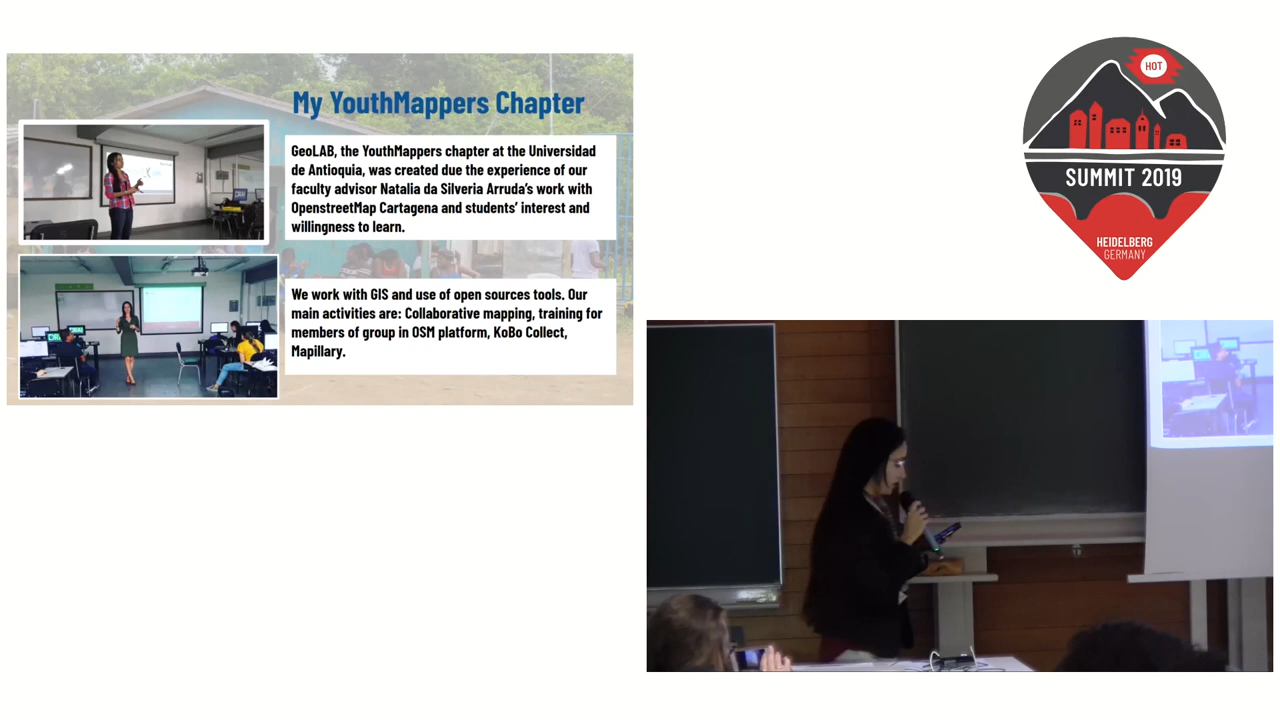 My YouthMappers Chapter
GeoLAB, the YouthMappers chapter at the Universidad
de Antioquia, was created due the experience of our
faculty advisor Natalia da Silveria Arruda's work with
OpenstreetMap Cartagena and students' interest and
willingness to learn.
We work with GIS and use of open sources tools. Our
main activities are: Collaborative mapping, training for
members of group in OSM platform, KoBo Collect,
Mapillary.
HOT
SUMMIT 2019
HEIDELBERG
GERMANY